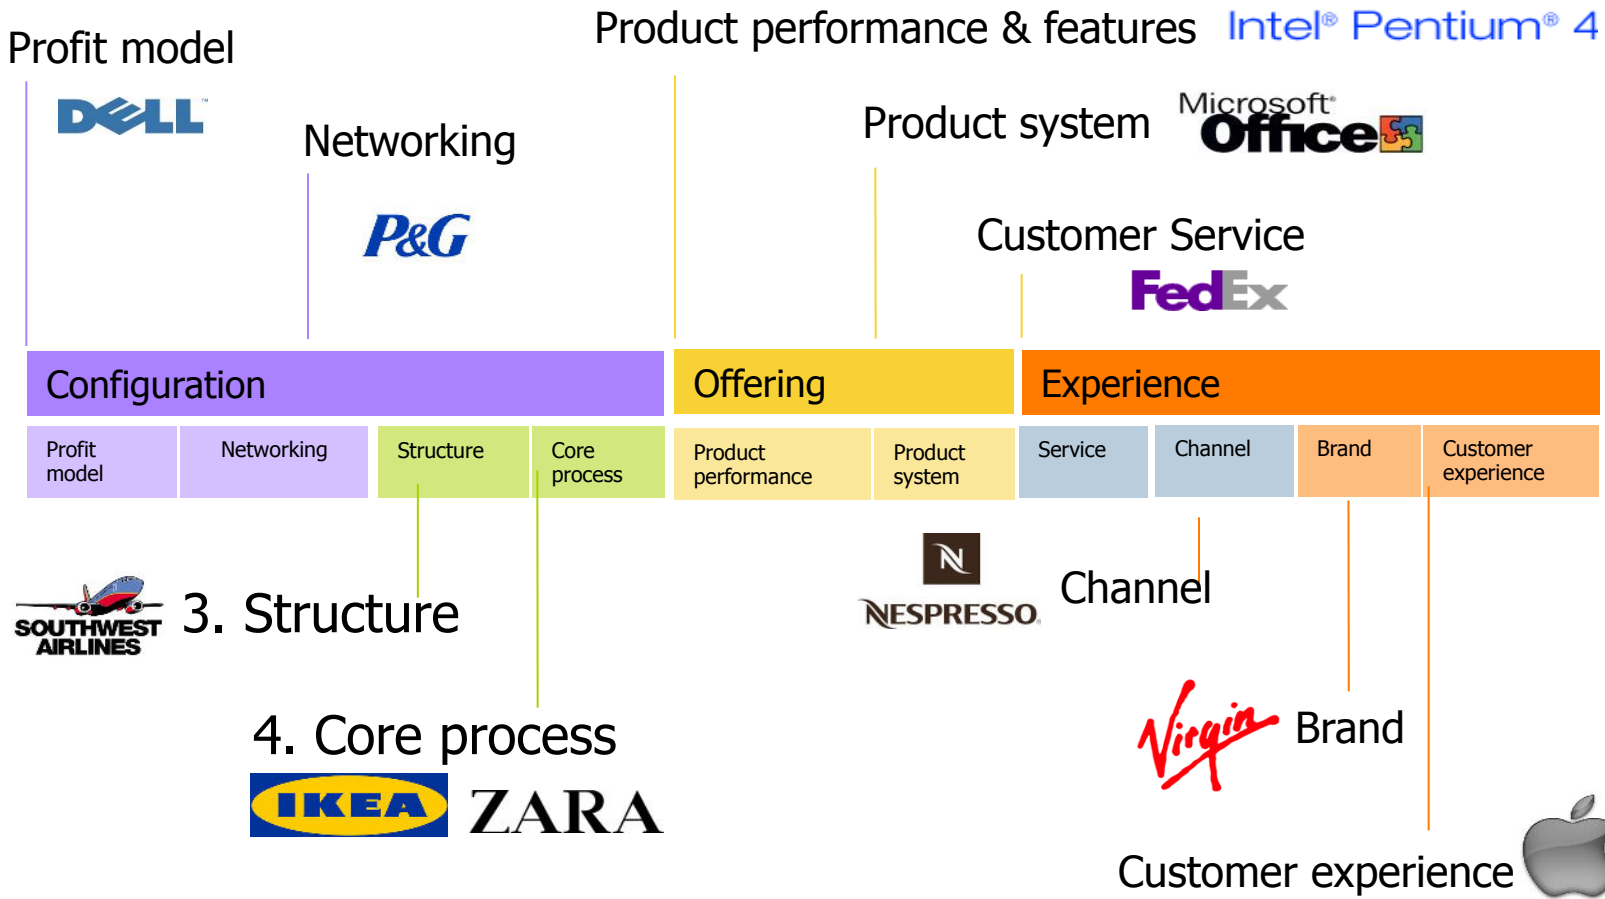 Profit model
Product performance & features
Intel® Pentium® 4
DELL™
Networking
Product system
Microsoft®
Office
P&G
Customer Service
FedEx
Configuration
Offering
Experience
Profit
model
Networking
Structure
Core
process
Product
performance
Product
system
Service
Channel
Brand
Customer
experience
N
NESPRESSO.
Channel
SOUTHWEST
AIRLINES
3. Structure
Virgin
Brand
4. Core process
IKEA
ZARA
Customer experience